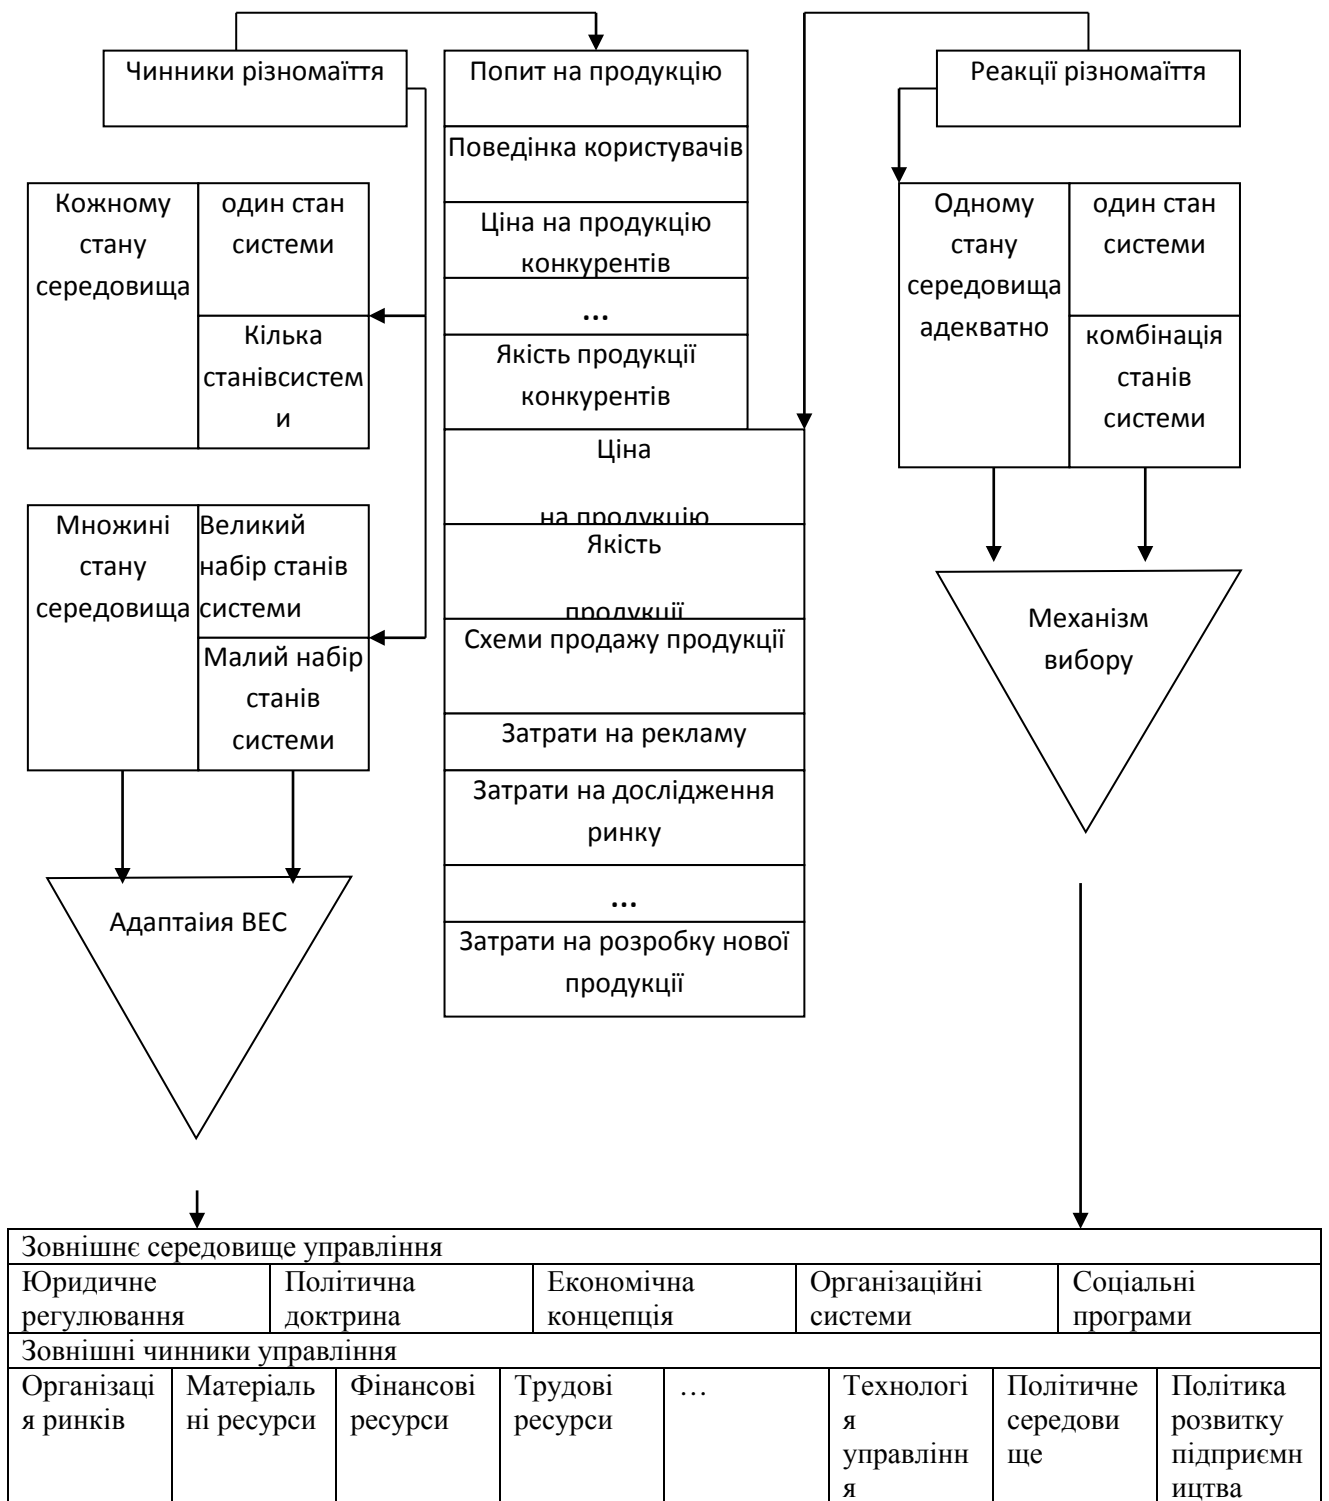 Чинники різномаїття
Попит на продукцію
Реакції різномаїття
Поведінка користувачів
Ціна на продукцію
конкурентів
...
Якість продукції
конкурентів
Кожному
стану
середовища
один стан
системи
Кілька
станівсистем
и
Одному
стану
середовища
адекватно
один стан
системи
комбінація
станів
системи
Ціна
на продукцію
Якість
продукції
Схеми продажу продукції
Затрати на рекламу
Затрати на дослідження
ринку
...
Затрати на розробку нової
продукції
Множині
стану
середовища
Великий
набір станів
системи
Малий набір
станів
системи
Механізм
вибору
Адаптаіия ВЕС
Зовнішнє середовище управління
Юридичне
регулювання
Політична
доктрина
Економічна
концепція
Організаційні
системи
Соціальні
програми
Зовнішні чинники управління
Організаці
я ринків
Матеріаль
ні ресурси
Фінансові
ресурси
Трудові
ресурси
…
Технологі
я
управлінн
я
Політичне
середови
ще
Політика
розвитку
підприємн
ицтва